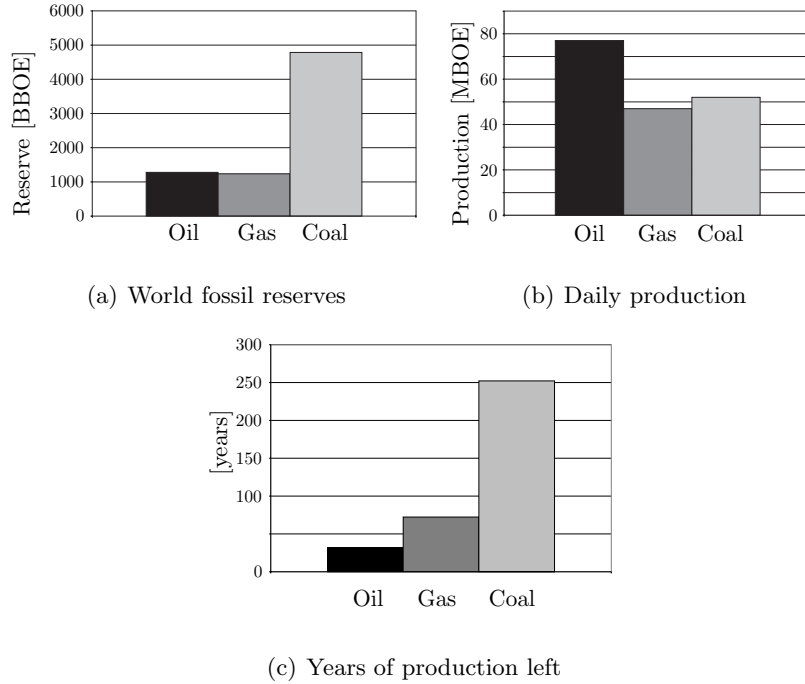 Reserve [BBOE]
6000
5000
4000
3000
2000
1000
0
Oil Gas Coal
(a) World fossil reserves
Production [MBOE]
80
60
40
20
0
Oil Gas Coal
(b) Daily production
[years]
300
250
200
150
100
0
Oil Gas Coal
(c) Years of production left